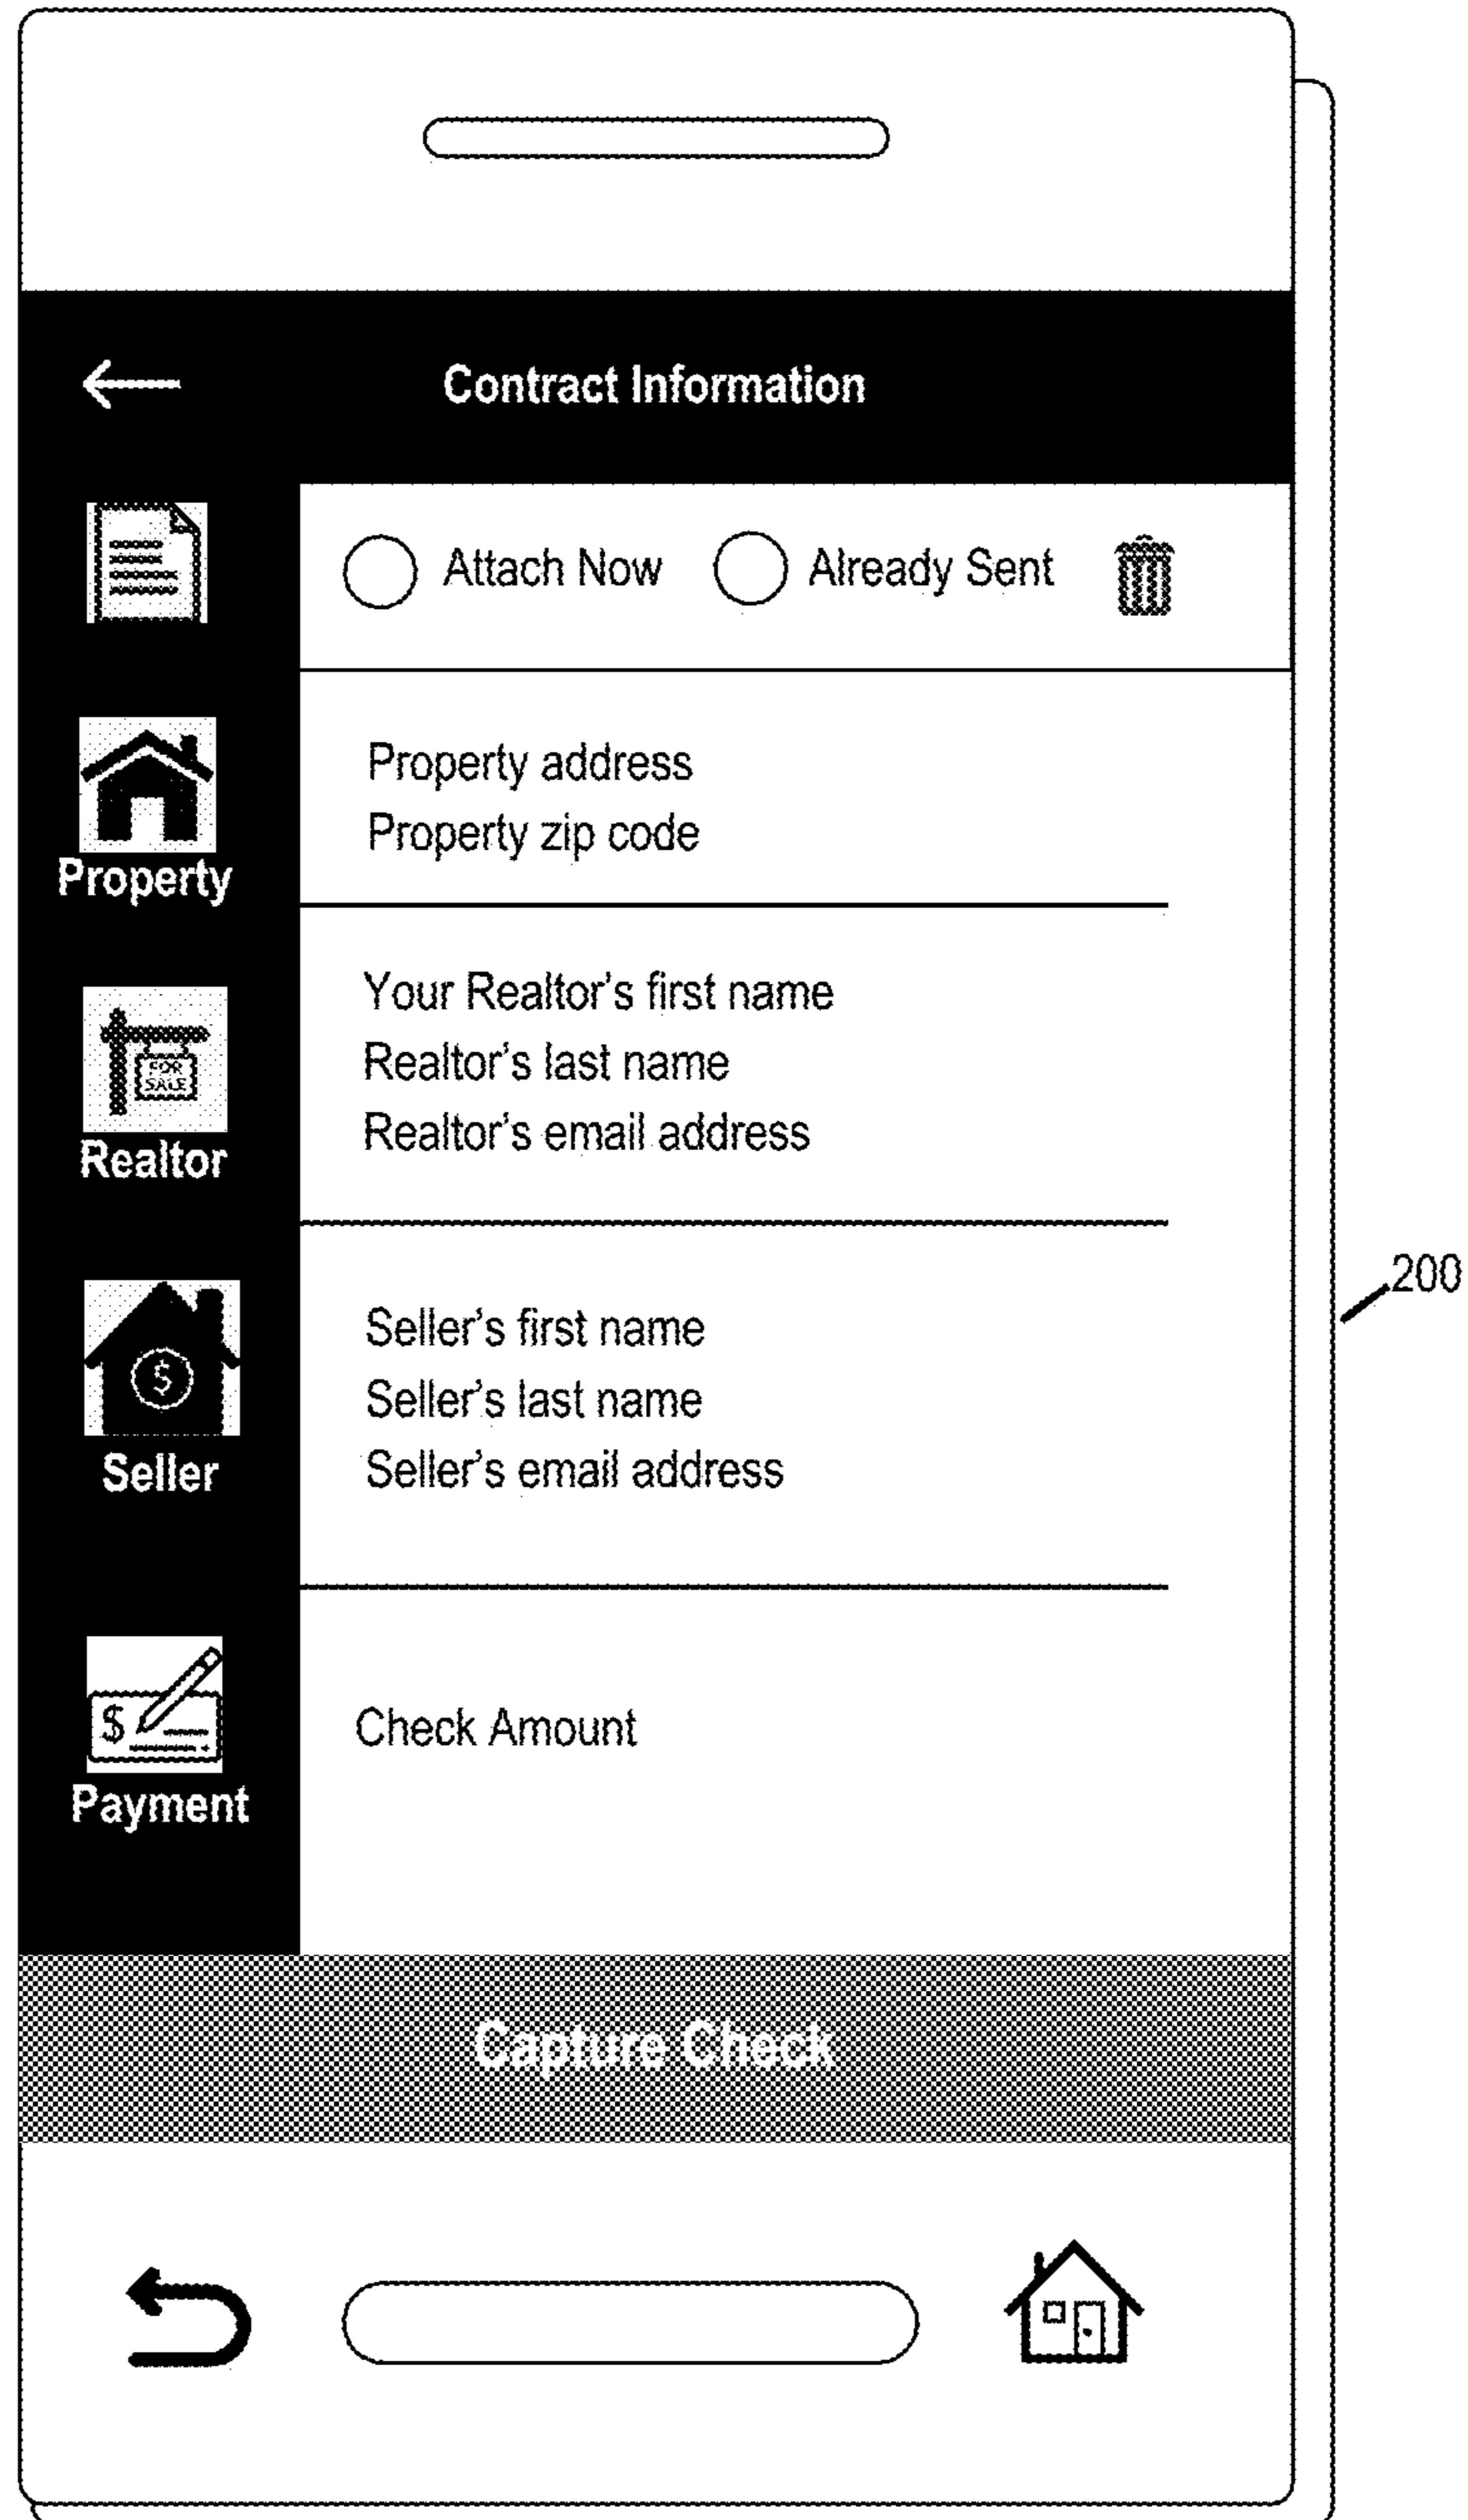 Contract Information
Attach Now Already Sent
Property address
Property zip code
Property
Your Realtor's first name
Realtor's last name
Realtor's email address
FOR
SALE
Realtor
200
Seller's first name
Seller's last name
Seller's email address
$
Seller
$
Check Amount
Payment
Capture Check